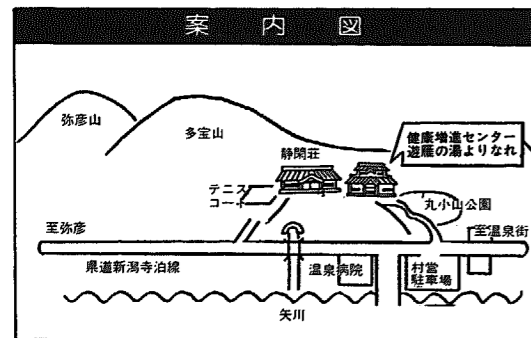 案内図
弥彦山
多宝山
静閑荘
健康増進センター
遊雁の湯よりなれ
テニス
コート
丸小山公園
至弥彦
至温泉街
県道新潟寺泊線
温泉病院
村営
駐車場
矢川